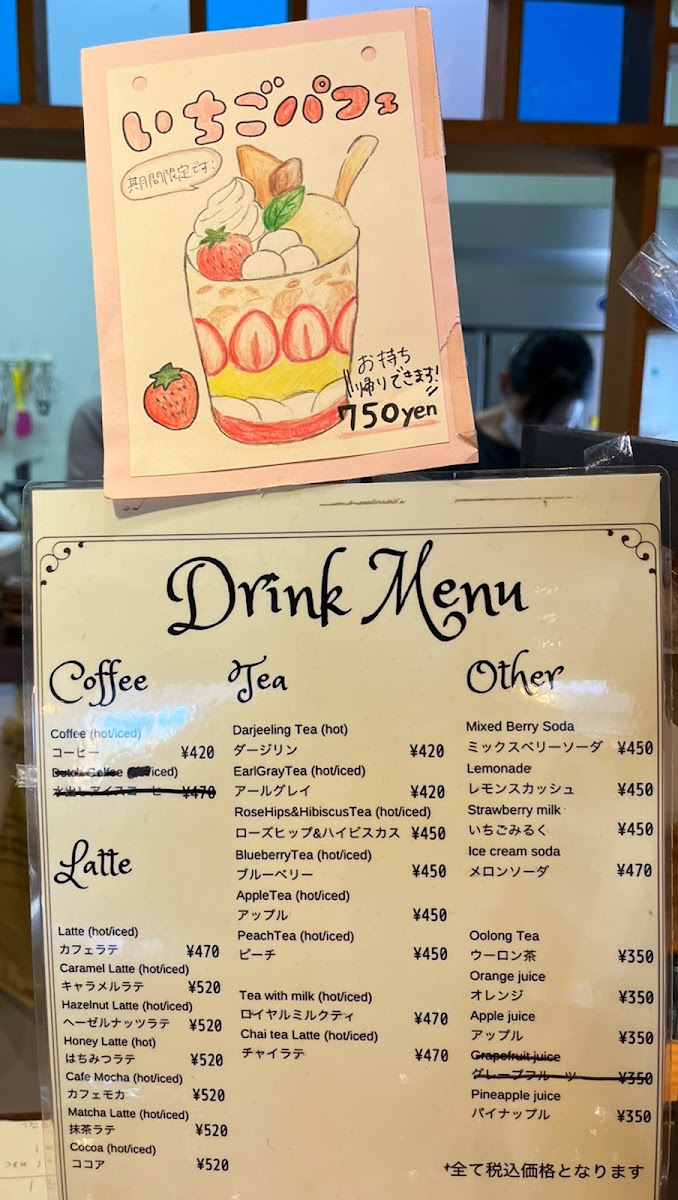 いちごパフェ
期間限定です!
お持ち
帰りできます!
750yen
Drink Menu
Coffee
Coffee (hot/iced)
コーヒー ¥420
Dutch Coffee iced)
水出しアイスコーヒー ¥470
Latte
Latte (hot/iced)
カフェラテ ¥470
Caramel Latte (hot/iced)
キャラメルラテ ¥520
Hazelnut Latte (hot/iced)
ヘーゼルナッツラテ ¥520
Honey Latte (hot)
はちみつラテ ¥520
Cafe Mocha (hot/iced)
カフェモカ ¥520
Matcha Latte (hot/iced)
抹茶ラテ ¥520
Cocoa (hot/iced)
ココア ¥520
Tea
Darjeeling Tea (hot)
ダージリン ¥420
EarlGrayTea (hot/iced)
アールグレイ ¥420
RoseHips&HibiscusTea (hot/iced)
ローズヒップ&ハイビスカス ¥450
BlueberryTea (hot/iced)
ブルーベリー ¥450
AppleTea (hot/iced)
アップル ¥450
PeachTea (hot/iced)
ピーチ ¥450
Tea with milk (hot/iced)
ロイヤルミルクティ ¥470
Chai tea Latte (hot/iced)
チャイラテ ¥470
Other
Mixed Berry Soda
ミックスベリーソーダ ¥450
Lemonade
レモンスカッシュ ¥450
Strawberry milk
いちごみるく ¥450
Ice cream soda
メロンソーダ ¥470
Oolong Tea
ウーロン茶 ¥350
Orange juice
オレンジ ¥350
Apple juice
アップル ¥350
Grapefruit juice
グレープフルーツ ¥350
Pineapple juice
パイナップル ¥350
*全て税込価格となります